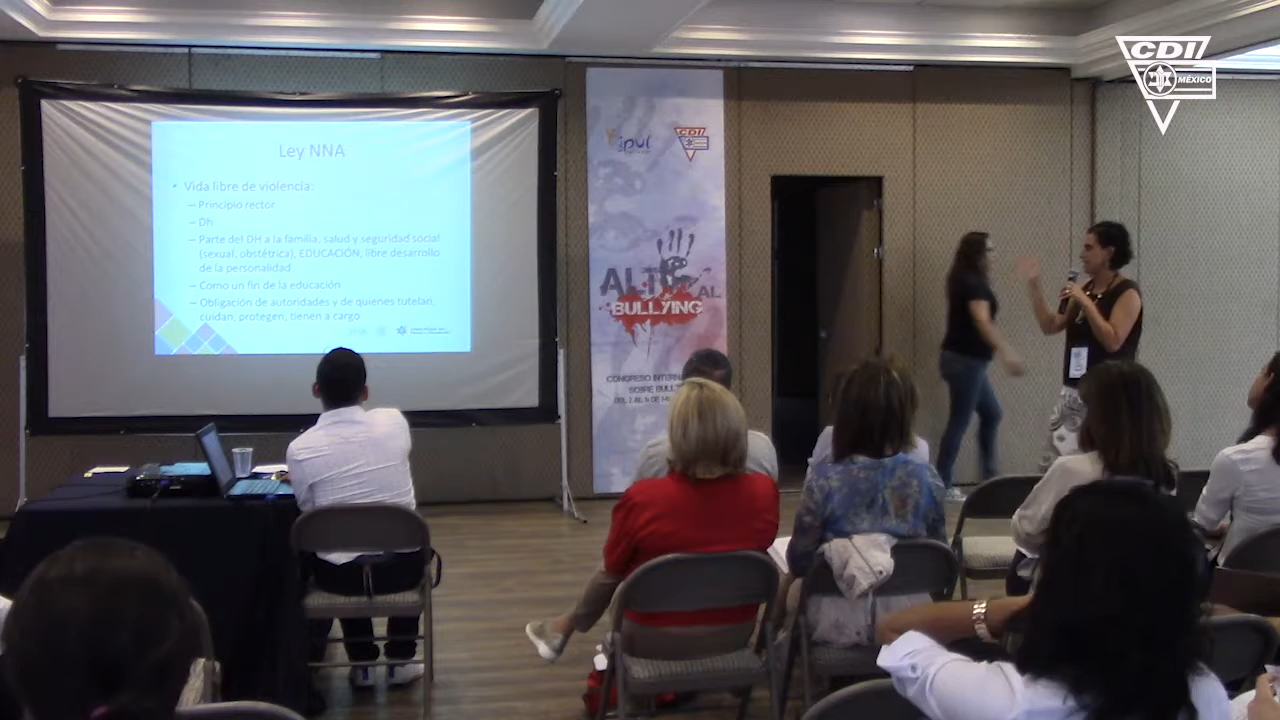 CDI
MÉXICO
Ley NNA
• Vida libre de violencia:
– Principio rector
– Dh
– Parte del DH a la familia, salud y seguridad social
(sexual, obstétrica), EDUCACIÓN, libre desarrollo
de la personalidad
– Como un fin de la educación
– Obligación de autoridades y de quienes tutelan,
cuidan, protegen, tienen a cargo
CDI
ALT
AL
BULLYING
CONGRESO
SOBRE
DEL